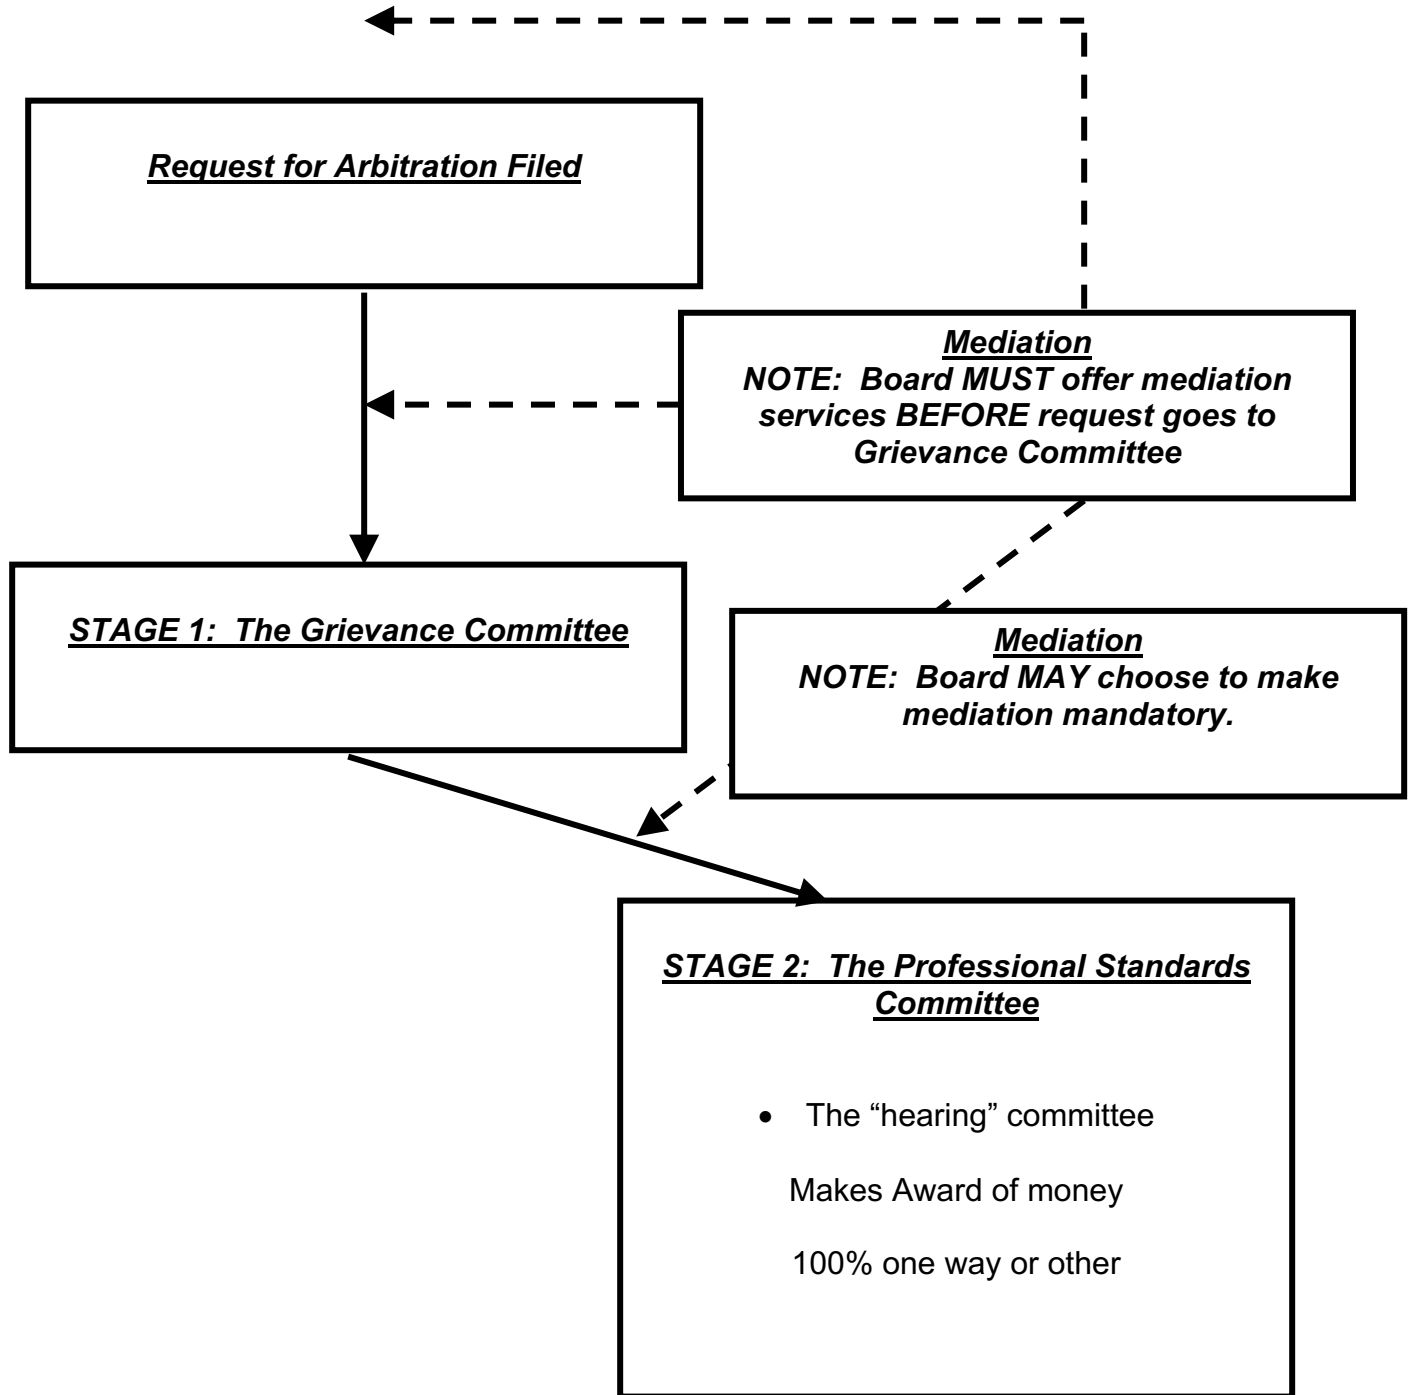 Request for Arbitration Filed
Mediation
NOTE:  Board MUST offer mediation
services BEFORE request goes to
Grievance Committee
STAGE 1:  The Grievance Committee
Mediation
NOTE:  Board MAY choose to make
mediation mandatory.
STAGE 2:  The Professional Standards
Committee
• The “hearing” committee
Makes Award of money
100% one way or other